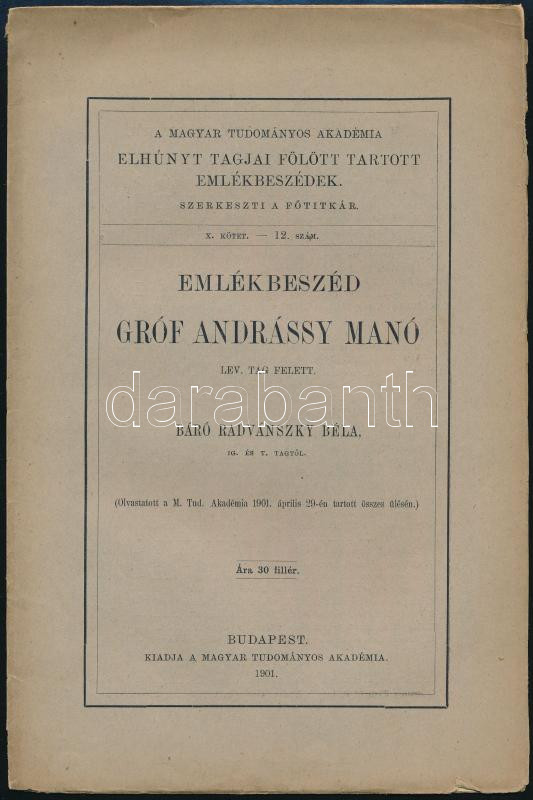 A MAGYAR TUDOMÁNYOS AKADÉMIA
ELHÚNYT TAGJAI FÖLÖTT TARTOTT
EMLÉKBESZÉDEK.
SZERKESZTI A FŐTITKÁR.
X. KÖTET. — 12. SZÁM.
EMLÉKBESZÉD
GRÓF ANDRÁSSY MANÓ
LEV. TAG FELETT.
darabanth
BÁRÓ RADVÁNSZKY BÉLA,
IG. ÉS T. TAGTÓL.
(Olvastatott a M. Tud. Akadémia 1901. április 29-én tartott összes ülésén.)
Ára 30 fillér.
BUDAPEST.
KIADJA A MAGYAR TUDOMÁNYOS AKADÉMIA.
1901.